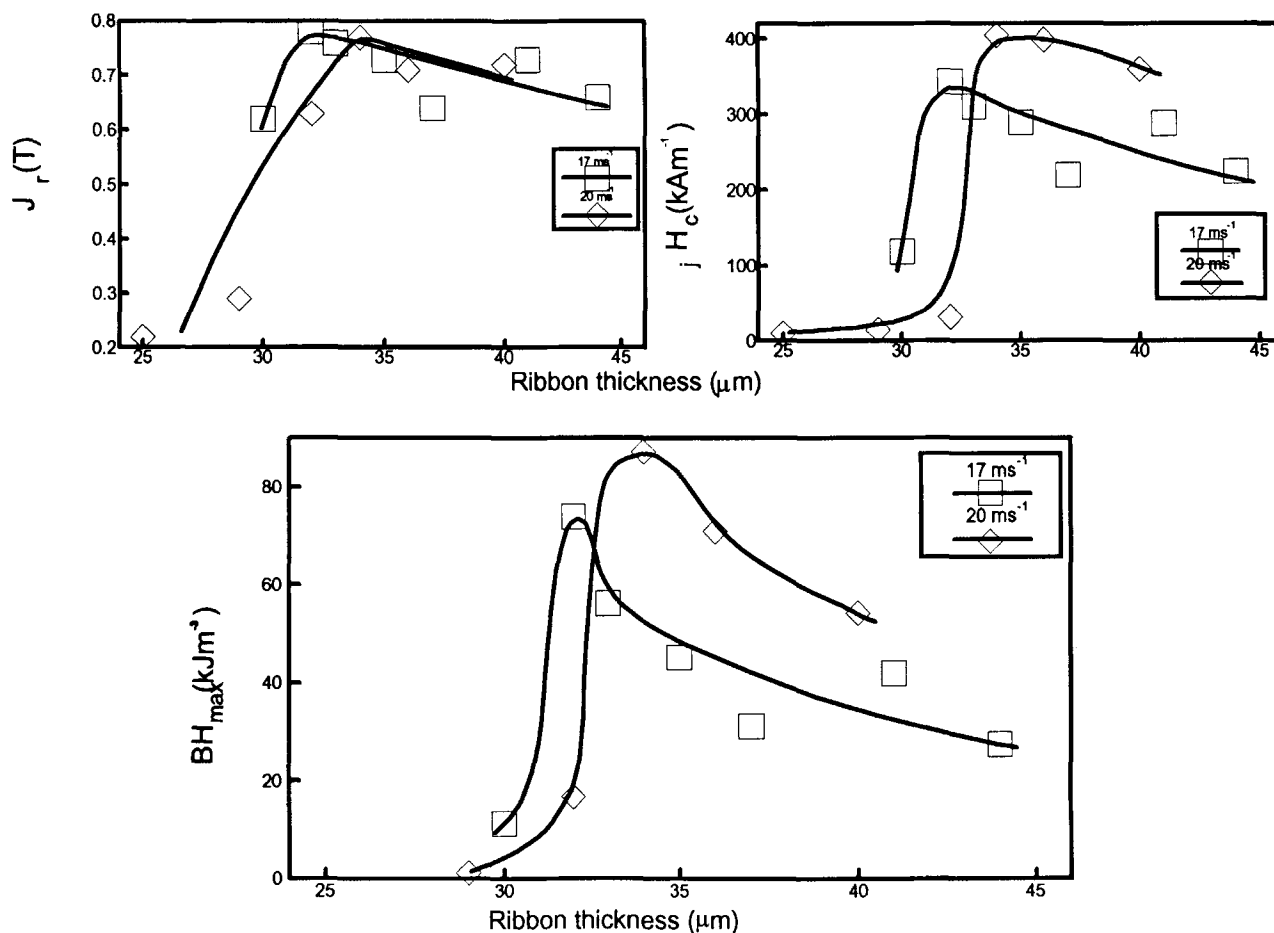 0.8
0.7
0.6
0.5
0.4
0.3
0.2
J r (T)
25 30 35 40 45
17 ms⁻¹
20 ms⁻¹
400
300
200
100
0
j H c (kAm⁻¹)
25 30 35 40 45
17 ms⁻¹
20 ms⁻¹
Ribbon thickness (μm)
80
60
40
20
0
BH max (kJm⁻³)
25 30 35 40 45
17 ms⁻¹
20 ms⁻¹
Ribbon thickness (μm)